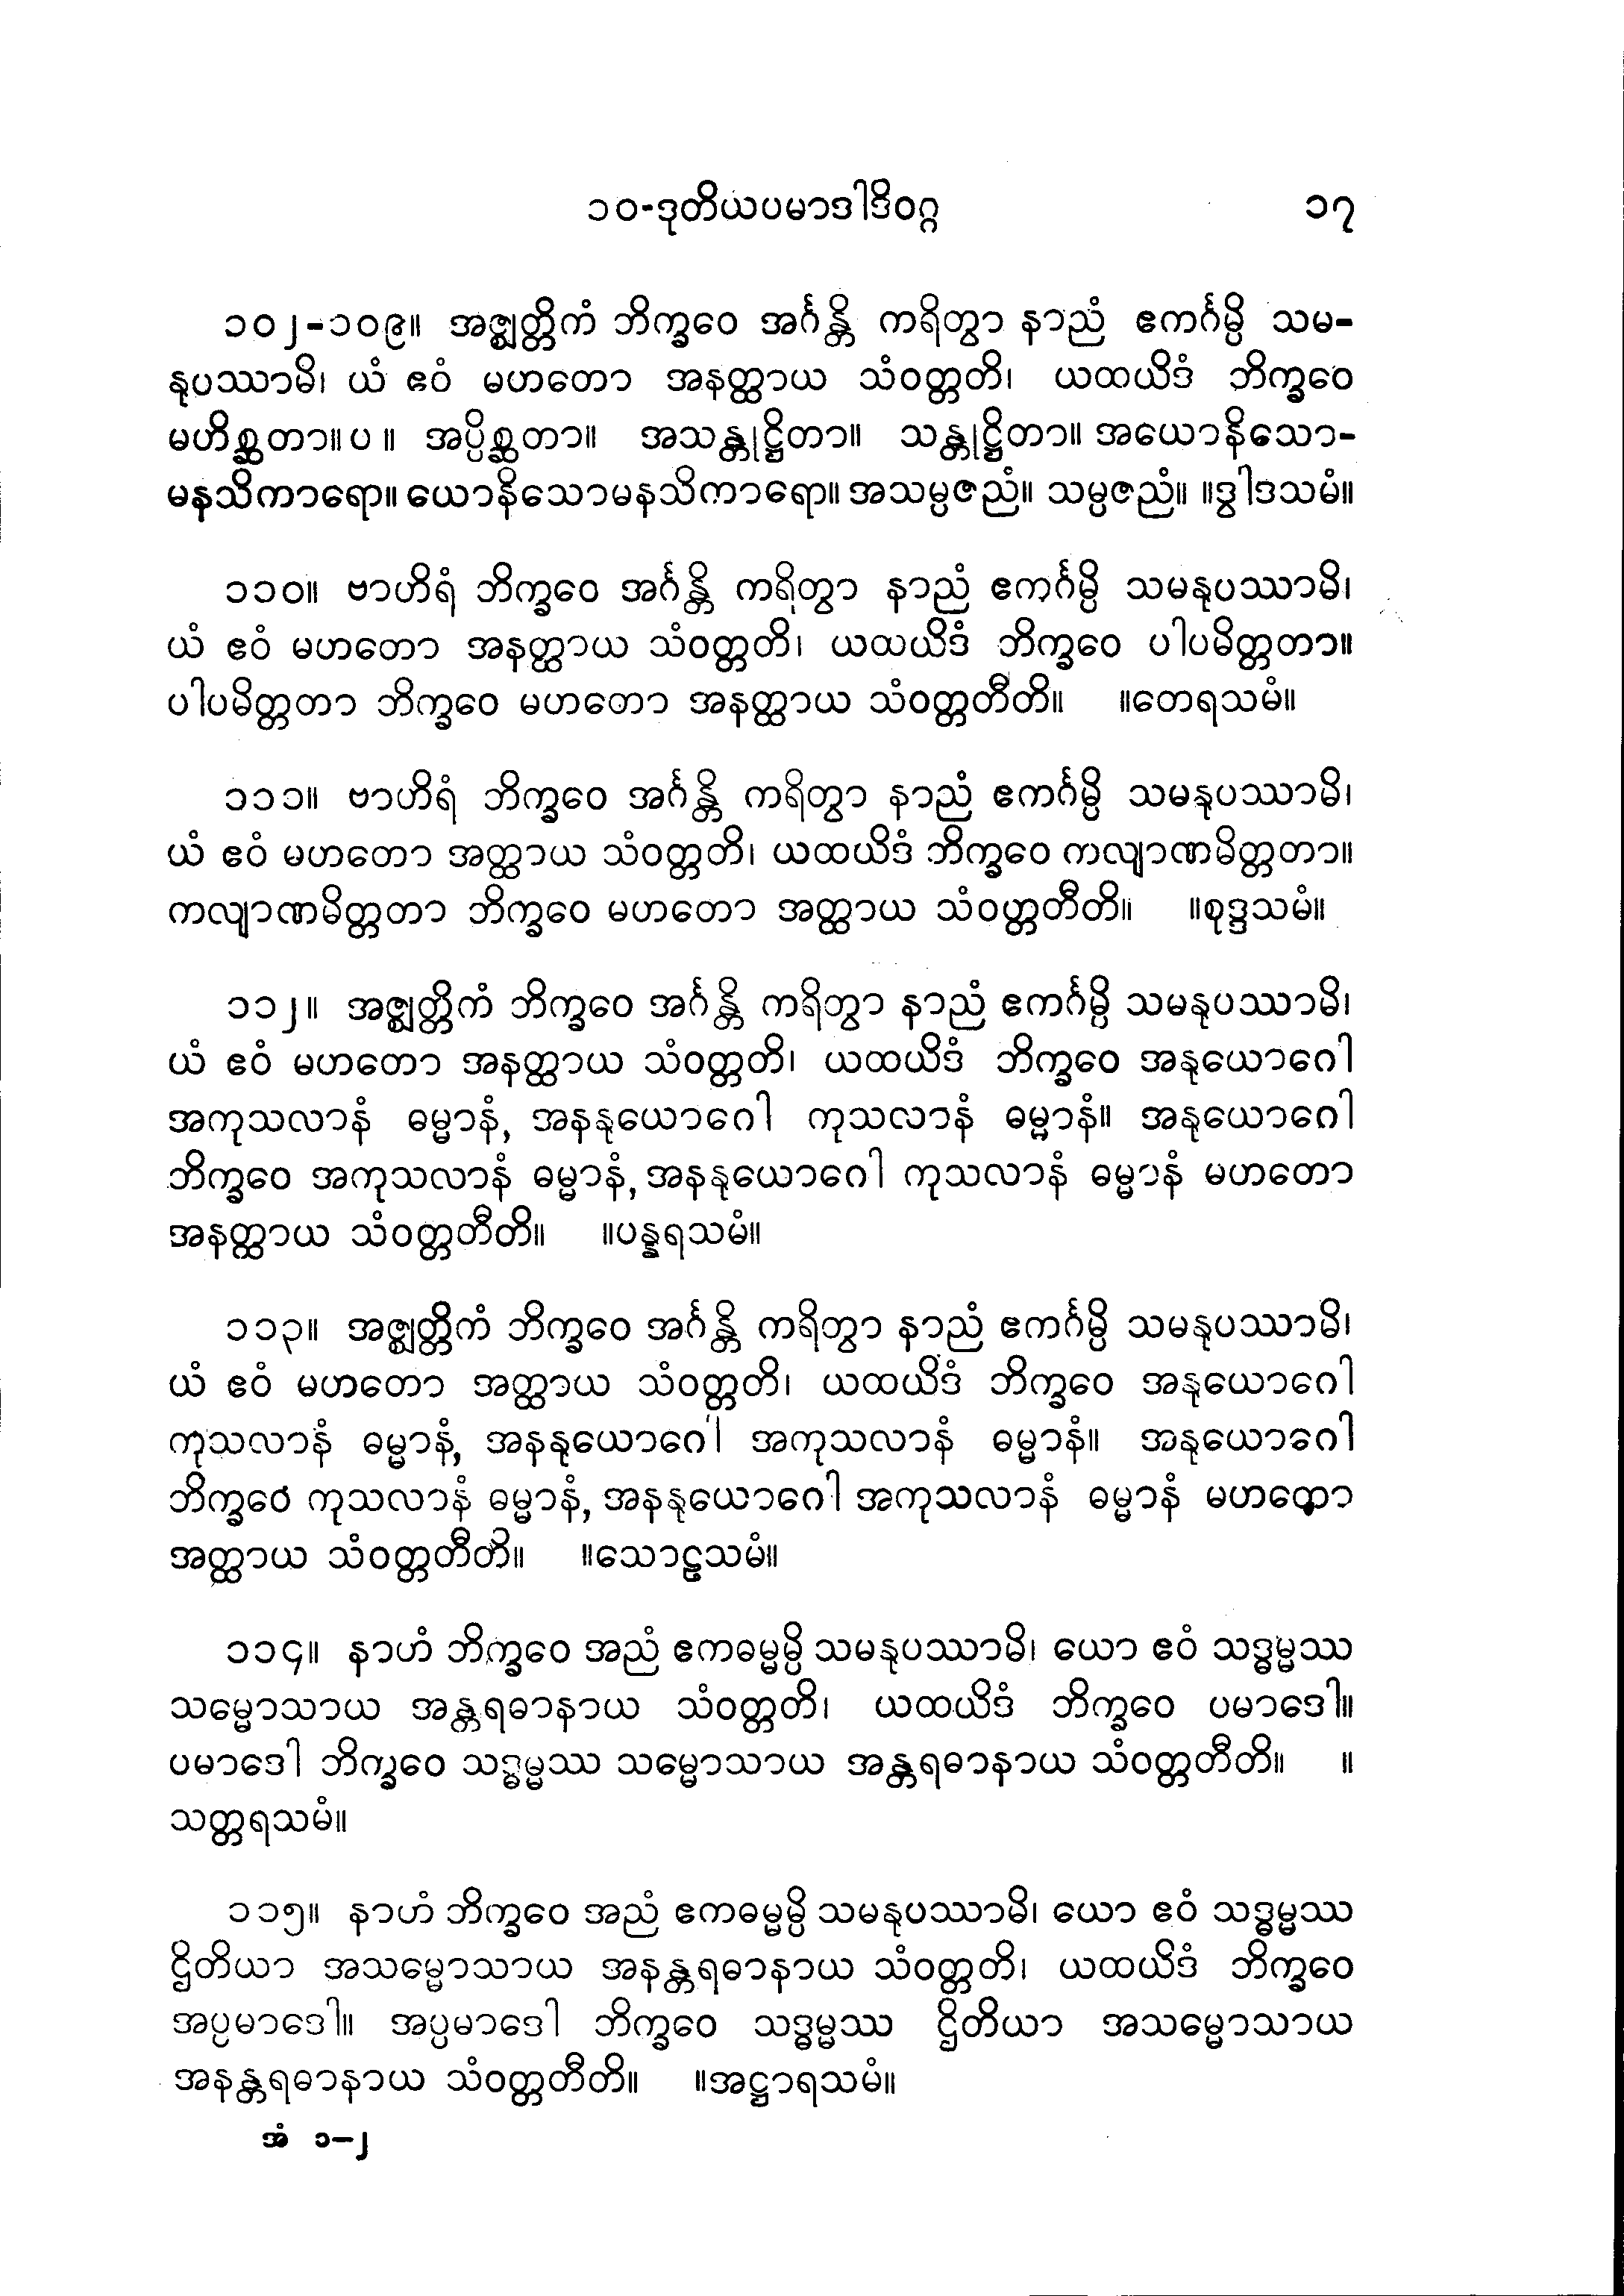 ၁၀-ဒုတိယပမာဒါဒိဝဂ္ဂ ၁၇
၁၀၂-၁၀၉။ အဇ္ဈတ္တိကံ ဘိက္ခဝေ အင်္ဂန္တိ ကရိတွာ နာညံ ဧကင်္ဂမ္ပိ သမ-
နုပဿာမိ၊ ယံ ဧဝံ မဟတော အနတ္ထာယ သံဝတ္တတိ၊ ယထယိဒံ ဘိက္ခဝေ
မဟိစ္ဆတာ။ပ။ အပ္ပိစ္ဆတာ။ အသန္တုဋ္ဌိတာ။ သန္တုဋ္ဌိတာ။ အယောနိသော-
မနသိကာရော။ ယောနိသောမနသိကာရော။ အသမ္ပဇညံ။ သမ္ပဇညံ။ ။ဒွါဒသမံ။
၁၁၀။ ဗာဟိရံ ဘိက္ခဝေ အင်္ဂန္တိ ကရိတွာ နာညံ ဧကင်္ဂမ္ပိ သမနုပဿာမိ၊
ယံ ဧဝံ မဟတော အနတ္ထာယ သံဝတ္တတိ၊ ယထယိဒံ ဘိက္ခဝေ ပါပမိတ္တတာ။
ပါပမိတ္တတာ ဘိက္ခဝေ မဟတော အနတ္ထာယ သံဝတ္တတီတိ။ ။တေရသမံ။
၁၁၁။ ဗာဟိရံ ဘိက္ခဝေ အင်္ဂန္တိ ကရိတွာ နာညံ ဧကင်္ဂမ္ပိ သမနုပဿာမိ၊
ယံ ဧဝံ မဟတော အတ္ထာယ သံဝတ္တတိ၊ ယထယိဒံ ဘိက္ခဝေ ကလျာဏမိတ္တတာ။
ကလျာဏမိတ္တတာ ဘိက္ခဝေ မဟတော အတ္ထာယ သံဝတ္တတီတိ။ ။စုဒ္ဒသမံ။
၁၁၂။ အဇ္ဈတ္တိကံ ဘိက္ခဝေ အင်္ဂန္တိ ကရိတွာ နာညံ ဧကင်္ဂမ္ပိ သမနုပဿာမိ၊
ယံ ဧဝံ မဟတော အနတ္ထာယ သံဝတ္တတိ၊ ယထယိဒံ ဘိက္ခဝေ အနုယောဂေါ
အကုသလာနံ ဓမ္မာနံ, အနနုယောဂေါ ကုသလာနံ ဓမ္မာနံ။ အနုယောဂေါ
ဘိက္ခဝေ အကုသလာနံ ဓမ္မာနံ, အနနုယောဂေါ ကုသလာနံ ဓမ္မာနံ မဟတော
အနတ္ထာယ သံဝတ္တတီတိ။ ။ပန္နရသမံ။
၁၁၃။ အဇ္ဈတ္တိကံ ဘိက္ခဝေ အင်္ဂန္တိ ကရိတွာ နာညံ ဧကင်္ဂမ္ပိ သမနုပဿာမိ၊
ယံ ဧဝံ မဟတော အတ္ထာယ သံဝတ္တတိ၊ ယထယိဒံ ဘိက္ခဝေ အနုယောဂေါ
ကုသလာနံ ဓမ္မာနံ, အနနုယောဂေါ အကုသလာနံ ဓမ္မာနံ။ အနုယောဂေါ
ဘိက္ခဝေ ကုသလာနံ ဓမ္မာနံ, အနနုယောဂေါ အကုသလာနံ ဓမ္မာနံ မဟတော
အတ္ထာယ သံဝတ္တတီတိ။ ။သောဠသမံ။
၁၁၄။ နာဟံ ဘိက္ခဝေ အညံ ဧကဓမ္မမ္ပိ သမနုပဿာမိ၊ ယော ဧဝံ သဒ္ဓမ္မဿ
သမ္မောသာယ အန္တရဓာနာယ သံဝတ္တတိ၊ ယထယိဒံ ဘိက္ခဝေ ပမာဒေါ။
ပမာဒေါ ဘိက္ခဝေ သဒ္ဓမ္မဿ သမ္မောသာယ အန္တရဓာနာယ သံဝတ္တတီတိ။ ။
သတ္တရသမံ။
၁၁၅။ နာဟံ ဘိက္ခဝေ အညံ ဧကဓမ္မမ္ပိ သမနုပဿာမိ၊ ယော ဧဝံ သဒ္ဓမ္မဿ
ဌိတိယာ အသမ္မောသာယ အနန္တရဓာနာယ သံဝတ္တတိ၊ ယထယိဒံ ဘိက္ခဝေ
အပ္ပမာဒေါ။ အပ္ပမာဒေါ ဘိက္ခဝေ သဒ္ဓမ္မဿ ဌိတိယာ အသမ္မောသာယ
အနန္တရဓာနာယ သံဝတ္တတီတိ။ ။အဋ္ဌာရသမံ။
အံ ၁-၂